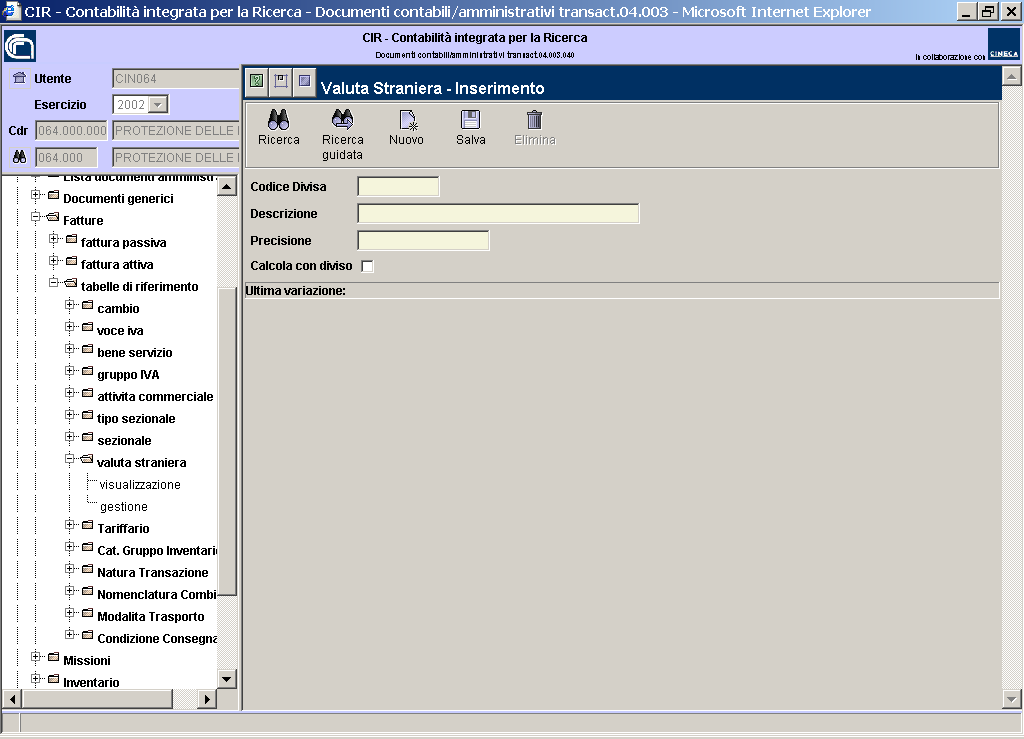 CIR - Contabilità integrata per la Ricerca - Documenti contabili/amministrativi transact.04.003 - Microsoft Internet Explorer
CIR - Contabilità integrata per la Ricerca
Documenti contabili/amministrativi transact.04.003.040
In collaborazione con
CINECA
Utente CIN064
Esercizio 2002
Cdr 064.000.000 PROTEZIONE DELLE
064.000 PROTEZIONE DELLE
Valuta Straniera - Inserimento
Ricerca
Ricerca guidata
Nuovo
Salva
Elimina
Codice Divisa
Descrizione
Precisione
Calcola con diviso
Ultima variazione:
Lista documenti amministr
Documenti generici
Fatture
fattura passiva
fattura attiva
tabelle di riferimento
cambio
voce iva
bene servizio
gruppo IVA
attivita commerciale
tipo sezionale
sezionale
valuta straniera
visualizzazione
gestione
Tariffario
Cat. Gruppo Inventari
Natura Transazione
Nomenclatura Combi
Modalita Trasporto
Condizione Consegna
Missioni
Inventario